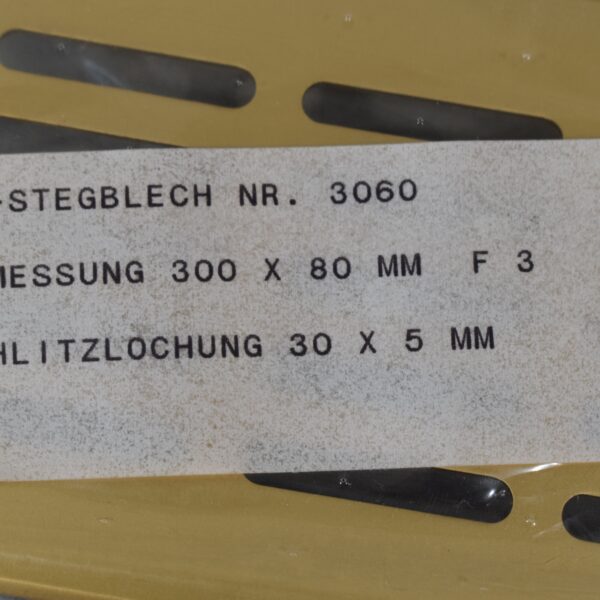 -STEGBLECH NR. 3060
MESSUNG 300 X 80 MM F 3
HLITZLOCHUNG 30 X 5 MM